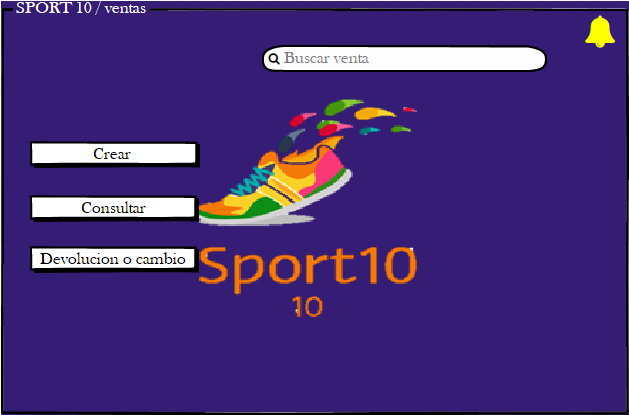 SPORT 10 / ventas
Buscar venta
Crear
Consultar
Devolucion o cambio
Sport10
10